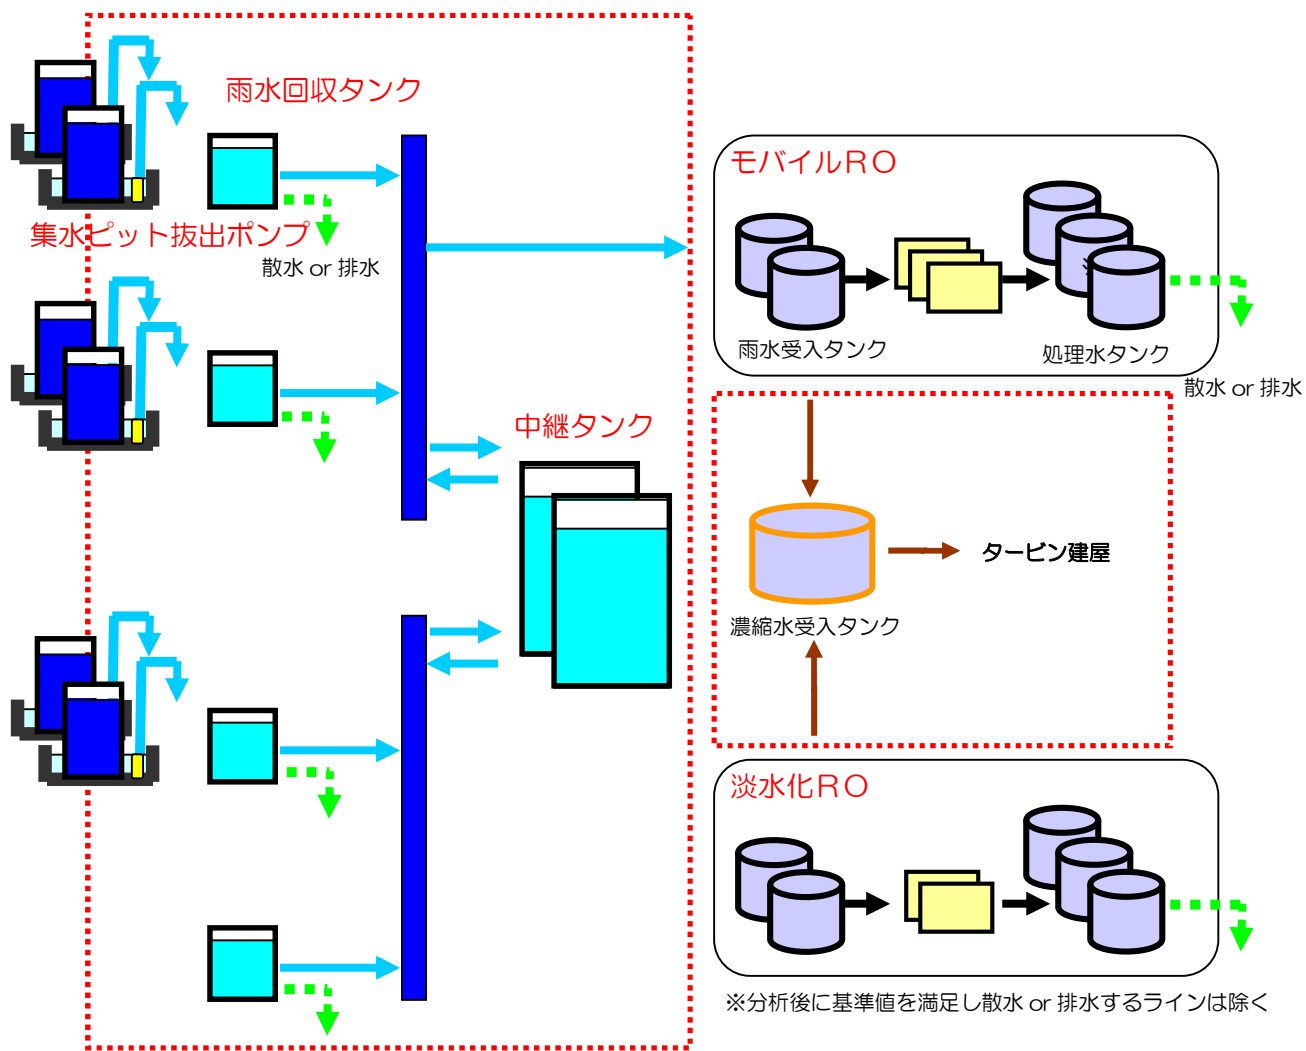 雨水回収タンク
集水ピット抜出ポンプ
散水 or 排水
モバイルRO
雨水受入タンク
処理水タンク
散水 or 排水
中継タンク
タービン建屋
濃縮水受入タンク
淡水化RO
※分析後に基準値を満足し散水 or 排水するラインは除く